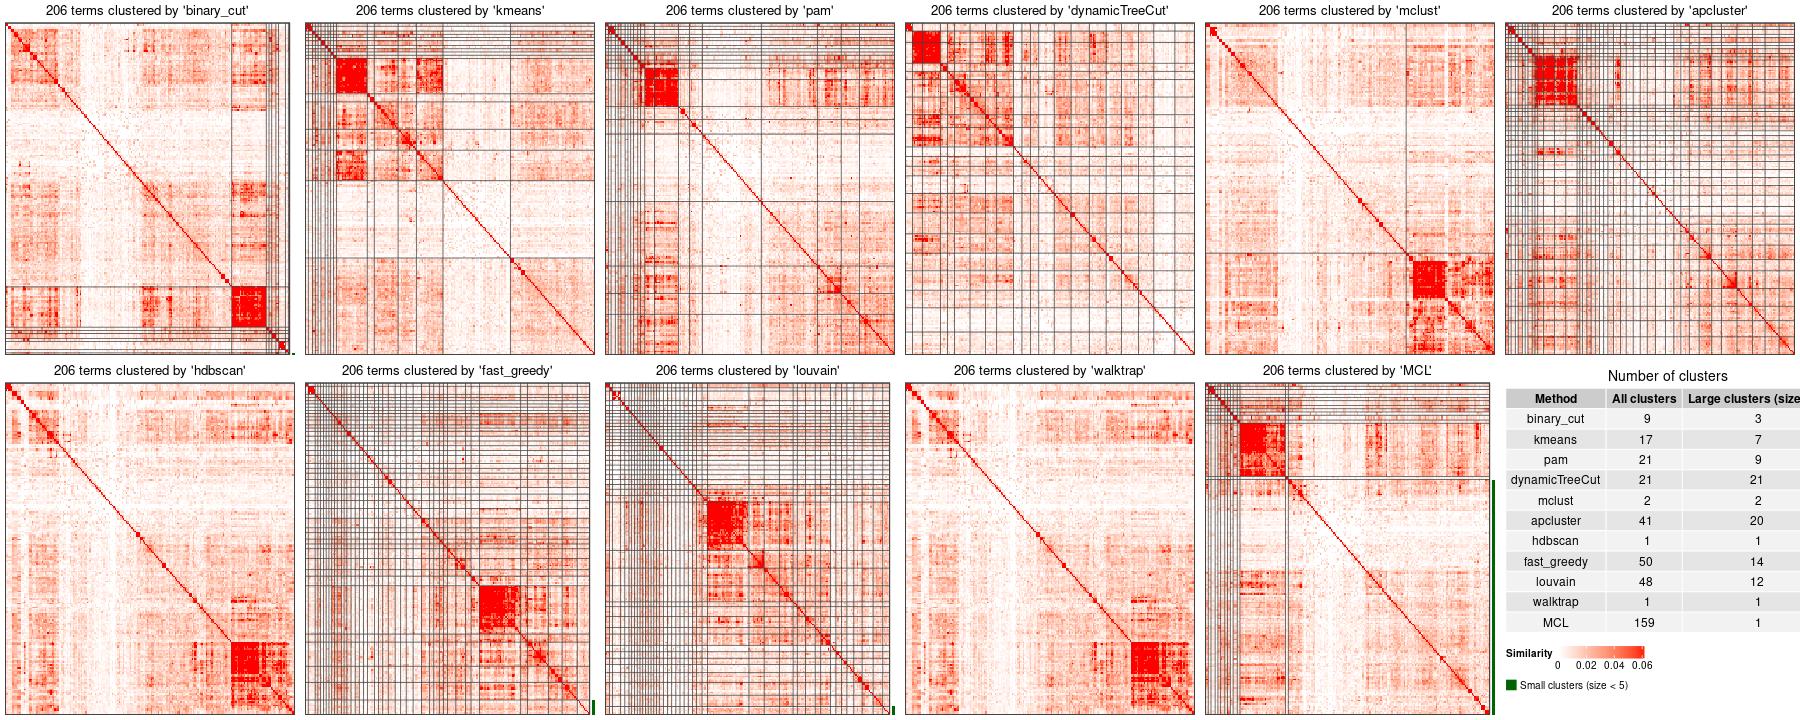 206 terms clustered by 'binary_cut'
206 terms clustered by 'kmeans'
206 terms clustered by 'pam'
206 terms clustered by 'dynamicTreeCut'
206 terms clustered by 'mclust'
206 terms clustered by 'apcluster'
206 terms clustered by 'hdbscan'
206 terms clustered by 'fast_greedy'
206 terms clustered by 'louvain'
206 terms clustered by 'walktrap'
206 terms clustered by 'MCL'
Number of clusters
Method All clusters Large clusters (size
binary_cut 9 3
kmeans 17 7
pam 21 9
dynamicTreeCut 21 21
mclust 2 2
apcluster 41 20
hdbscan 1 1
fast_greedy 50 14
louvain 48 12
walktrap 1 1
MCL 159 1
Similarity
0 0.02 0.04 0.06
Small clusters (size < 5)